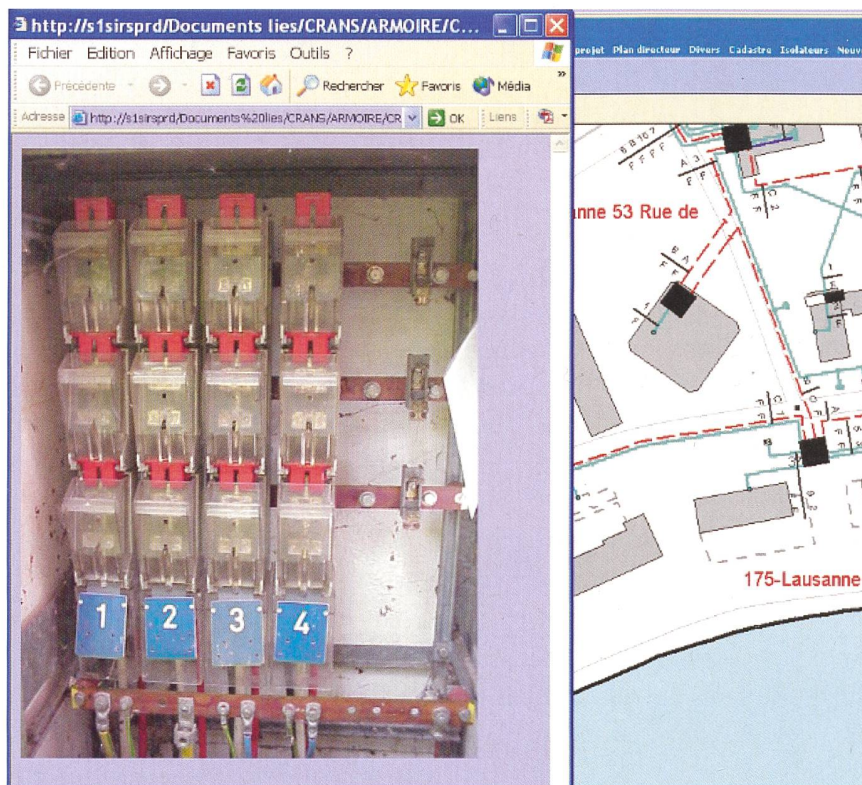 http://s1sirsprd/Documents lies/CRANS/ARMOIRE/C...
Fichier Edition Affichage Favoris Outils ?
Précédente Rechercher Favoris Média »
Adresse http://s1sirsprd/Documents%20lies/CRANS/ARMOIRE/CR OK Liens »
projet Plan directeur Divers Cadastre Isolateurs Nouv
nne 53 Rue de
175-Lausanne
1 2 3 4